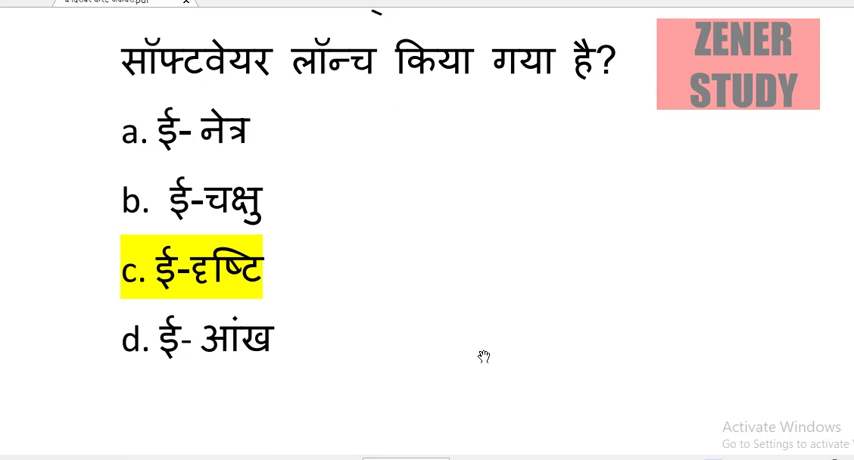 सॉफ्टवेयर लॉन्च किया गया है?
ZENER
STUDY
a. ई- नेत्र
b. ई-चक्षु
c. ई-दृष्टि
d. ई- आंख
Activate Windows
Go to Settings to activate